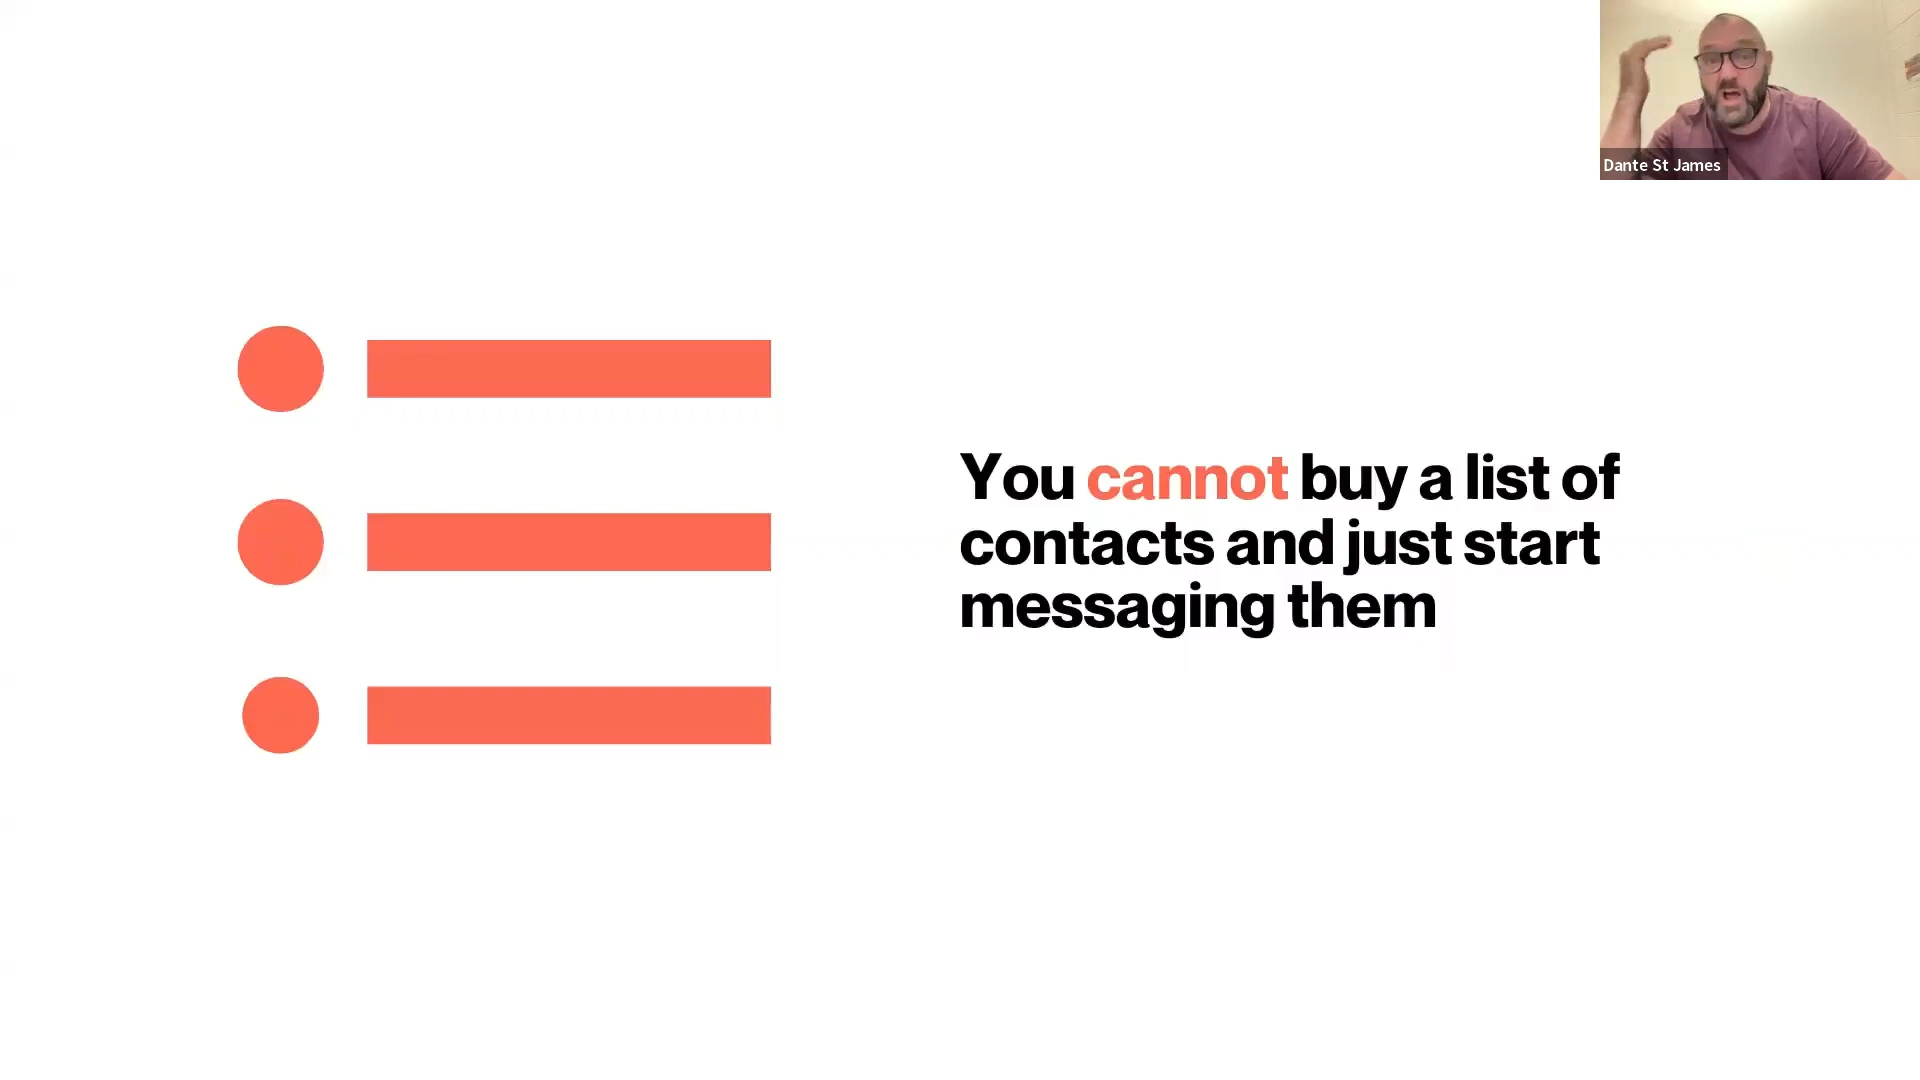 Dante St James
You cannot buy a list of
contacts and just start
messaging them